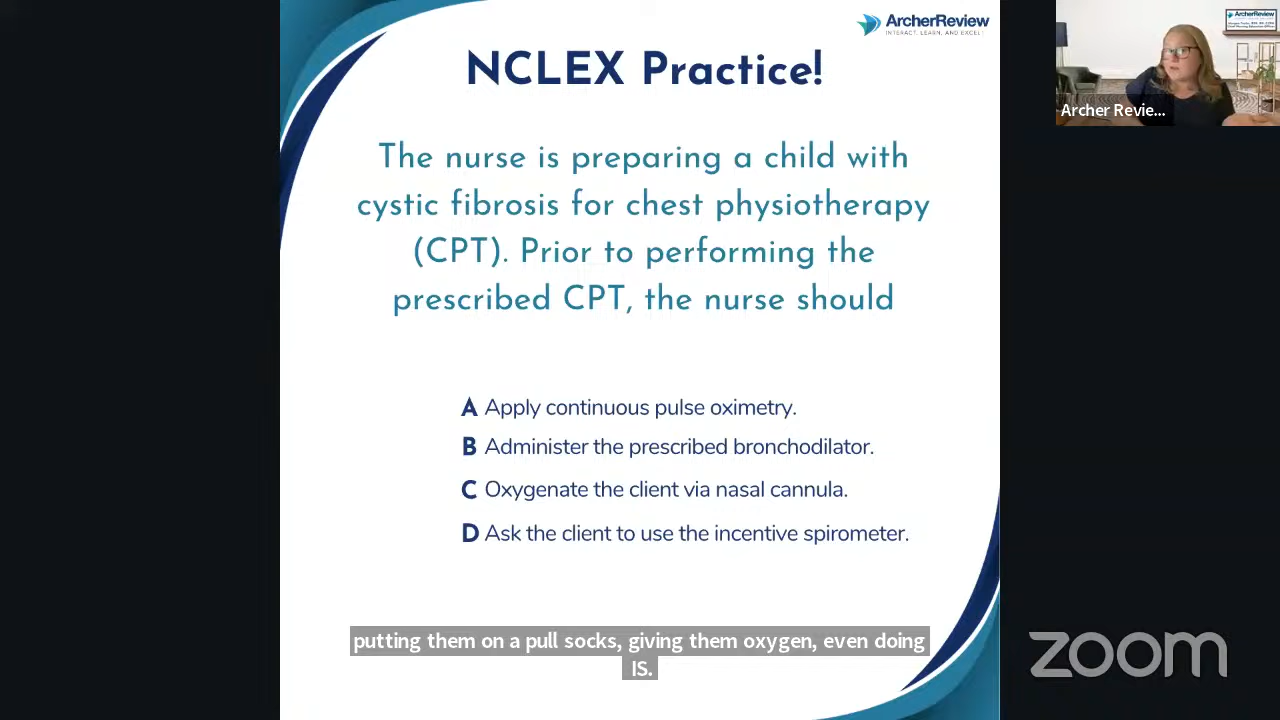 ArcherReview
INTERACT, LEARN, AND EXCEL!
NCLEX Practice!
The nurse is preparing a child with
cystic fibrosis for chest physiotherapy
(CPT). Prior to performing the
prescribed CPT, the nurse should
A Apply continuous pulse oximetry.
B Administer the prescribed bronchodilator.
C Oxygenate the client via nasal cannula.
D Ask the client to use the incentive spirometer.
putting them on a pull socks, giving them oxygen, even doing
IS.
ArcherReview
Archer Revie...
zoom